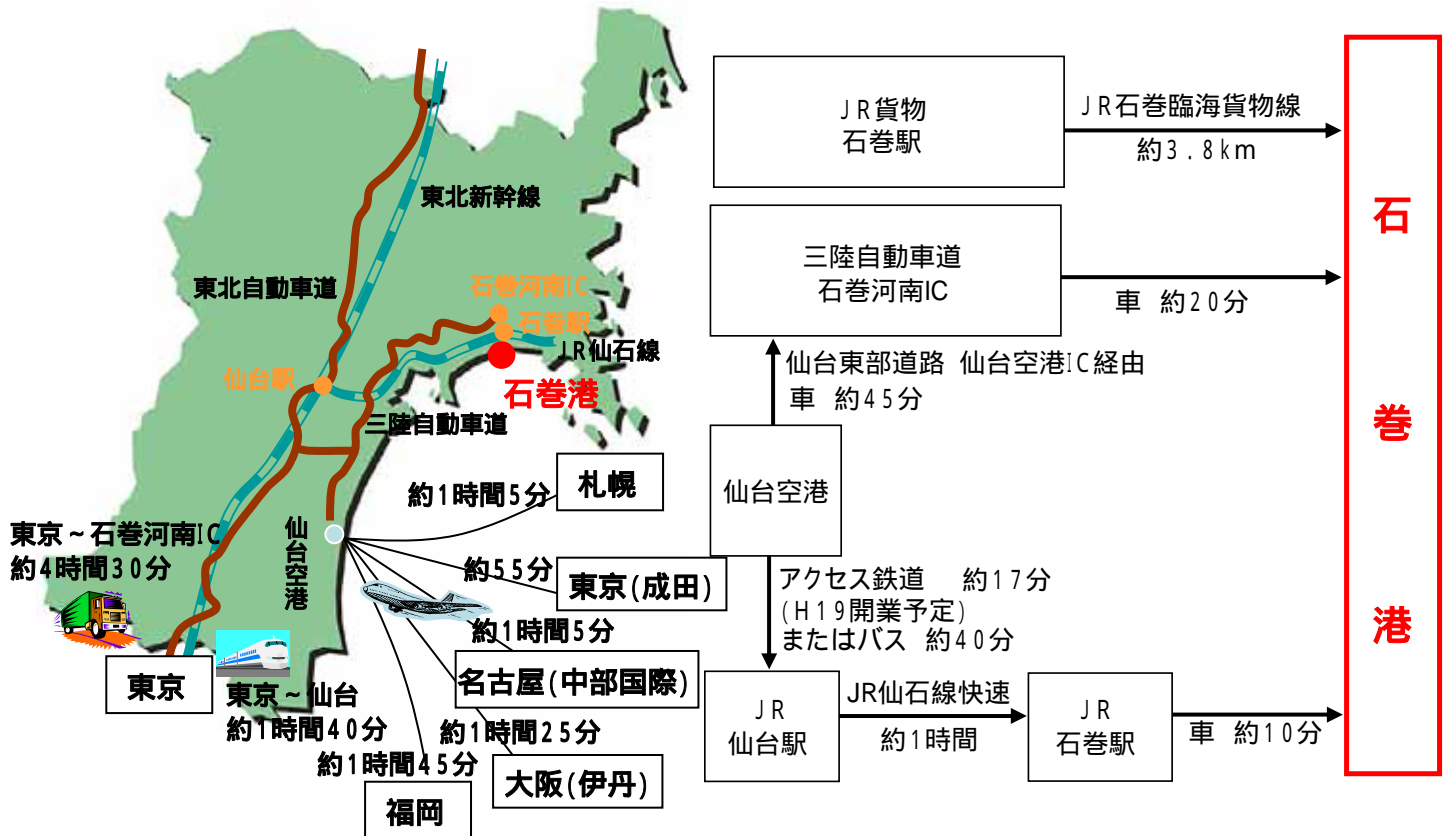 東北新幹線
東北自動車道
石巻河南IC
石巻駅
JR仙石線
仙台駅
石巻港
三陸自動車道
札幌
約1時間5分
仙台空港
東京～石巻河南IC
約4時間30分
約55分
東京(成田)
約1時間5分
名古屋(中部国際)
東京
東京～仙台
約1時間40分
約1時間25分
約1時間45分
大阪(伊丹)
福岡
JR貨物
石巻駅
JR石巻臨海貨物線
約3.8km
三陸自動車道
石巻河南IC
車 約20分
仙台東部道路 仙台空港IC経由
車 約45分
仙台空港
アクセス鉄道 約17分
(H19開業予定)
またはバス 約40分
JR
仙台駅
JR仙石線快速
約1時間
JR
石巻駅
車 約10分
石巻港